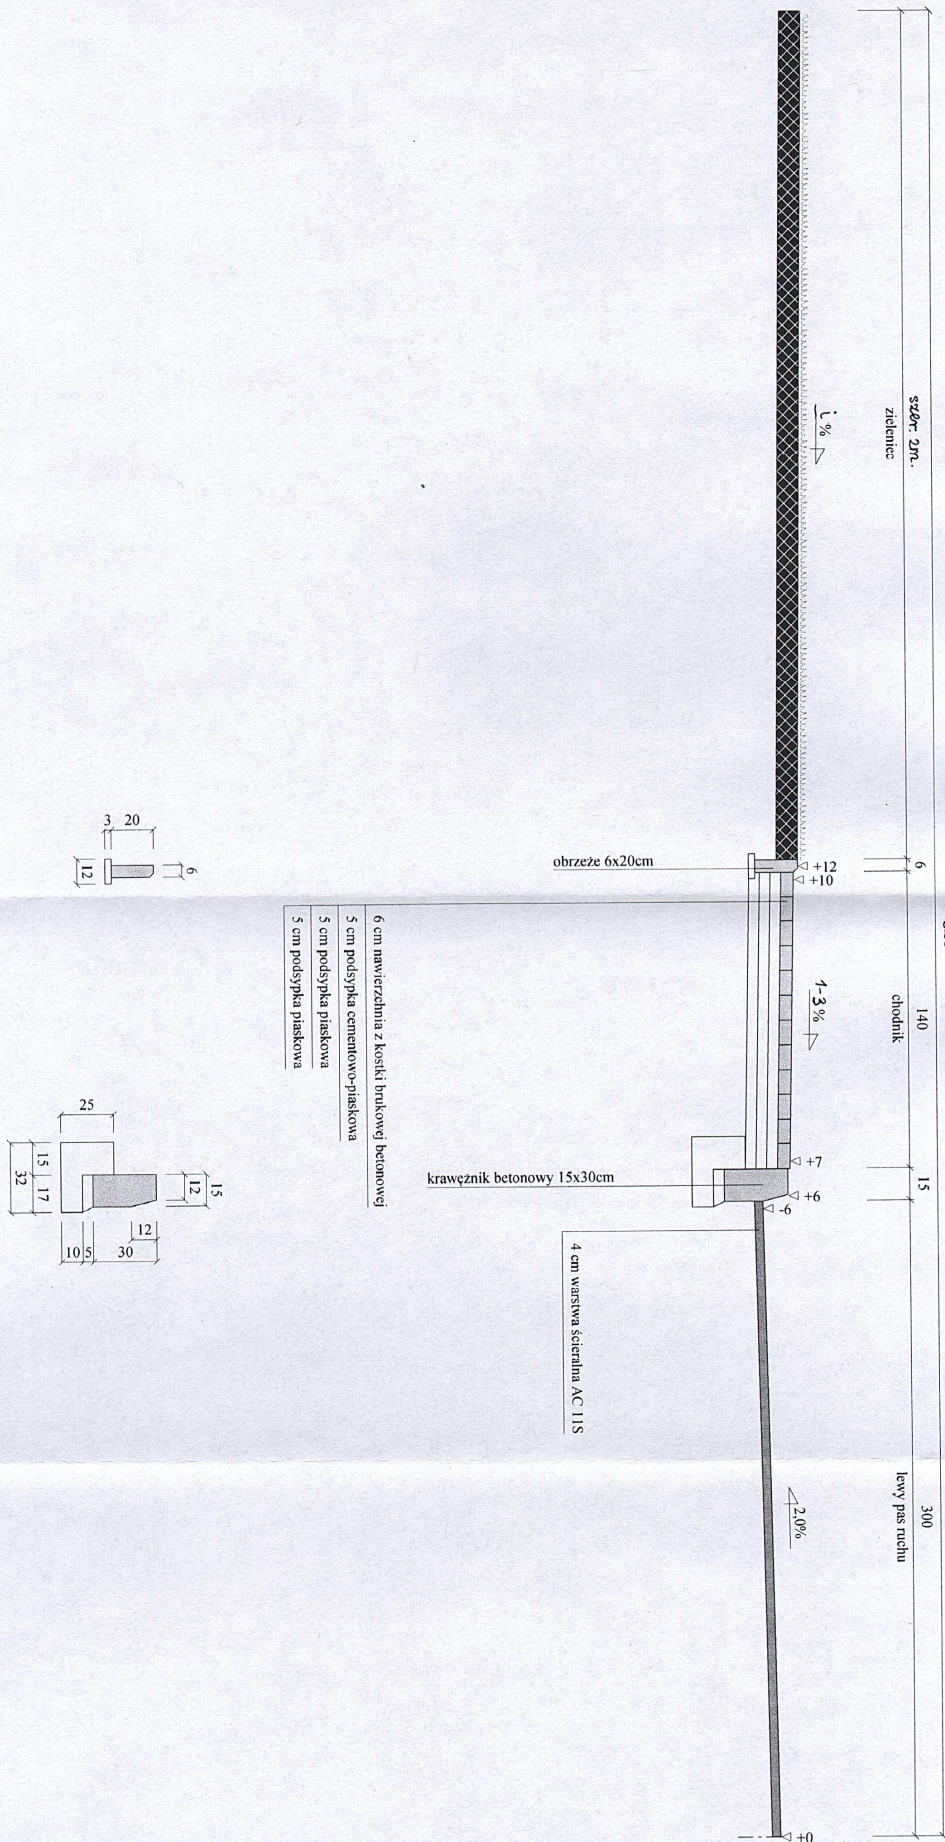 szer. 2m.
zieleniec
6
140
chodnik
15
300
lewy pas ruchu
i %
1-3 %
2,0%
+12
+10
+7
+6
-6
+0
obrzeże 6x20cm
krawężnik betonowy 15x30cm
4 cm warstwa ścieralna AC 11S
6 cm nawierzchnia z kostki brukowej betonowej
5 cm podsypka cementowo-piaskowa
5 cm podsypka piaskowa
5 cm podsypka piaskowa
6
20
3
12
15
12
12
30
5
10
25
15
17
32